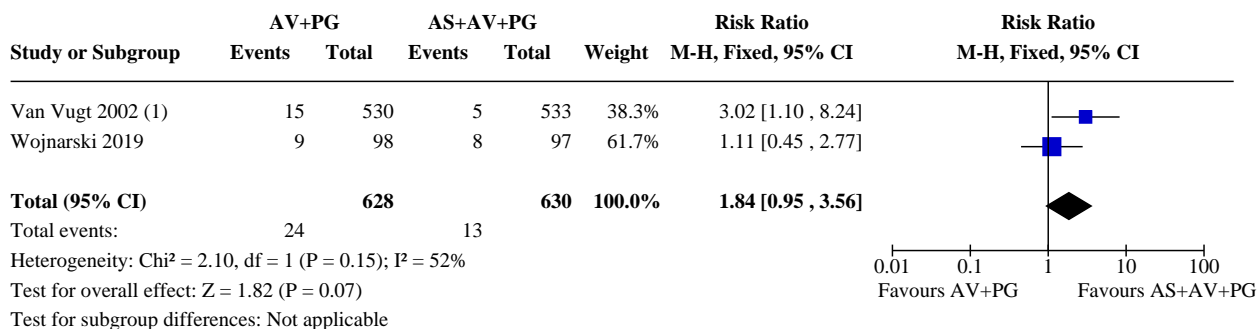 AV+PG AS+AV+PG Risk Ratio Risk Ratio
Study or Subgroup Events Total Events Total Weight M-H, Fixed, 95% CI M-H, Fixed, 95% CI
Van Vugt 2002 (1) 15 530 5 533 38.3% 3.02 [1.10 , 8.24]
Wojnarski 2019 9 98 8 97 61.7% 1.11 [0.45 , 2.77]
Total (95% CI) 628 630 100.0% 1.84 [0.95 , 3.56]
Total events: 24 13
Heterogeneity: Chi² = 2.10, df = 1 (P = 0.15); I² = 52%
0.01 0.1 1 10 100
Test for overall effect: Z = 1.82 (P = 0.07)
Favours AV+PG Favours AS+AV+PG
Test for subgroup differences: Not applicable